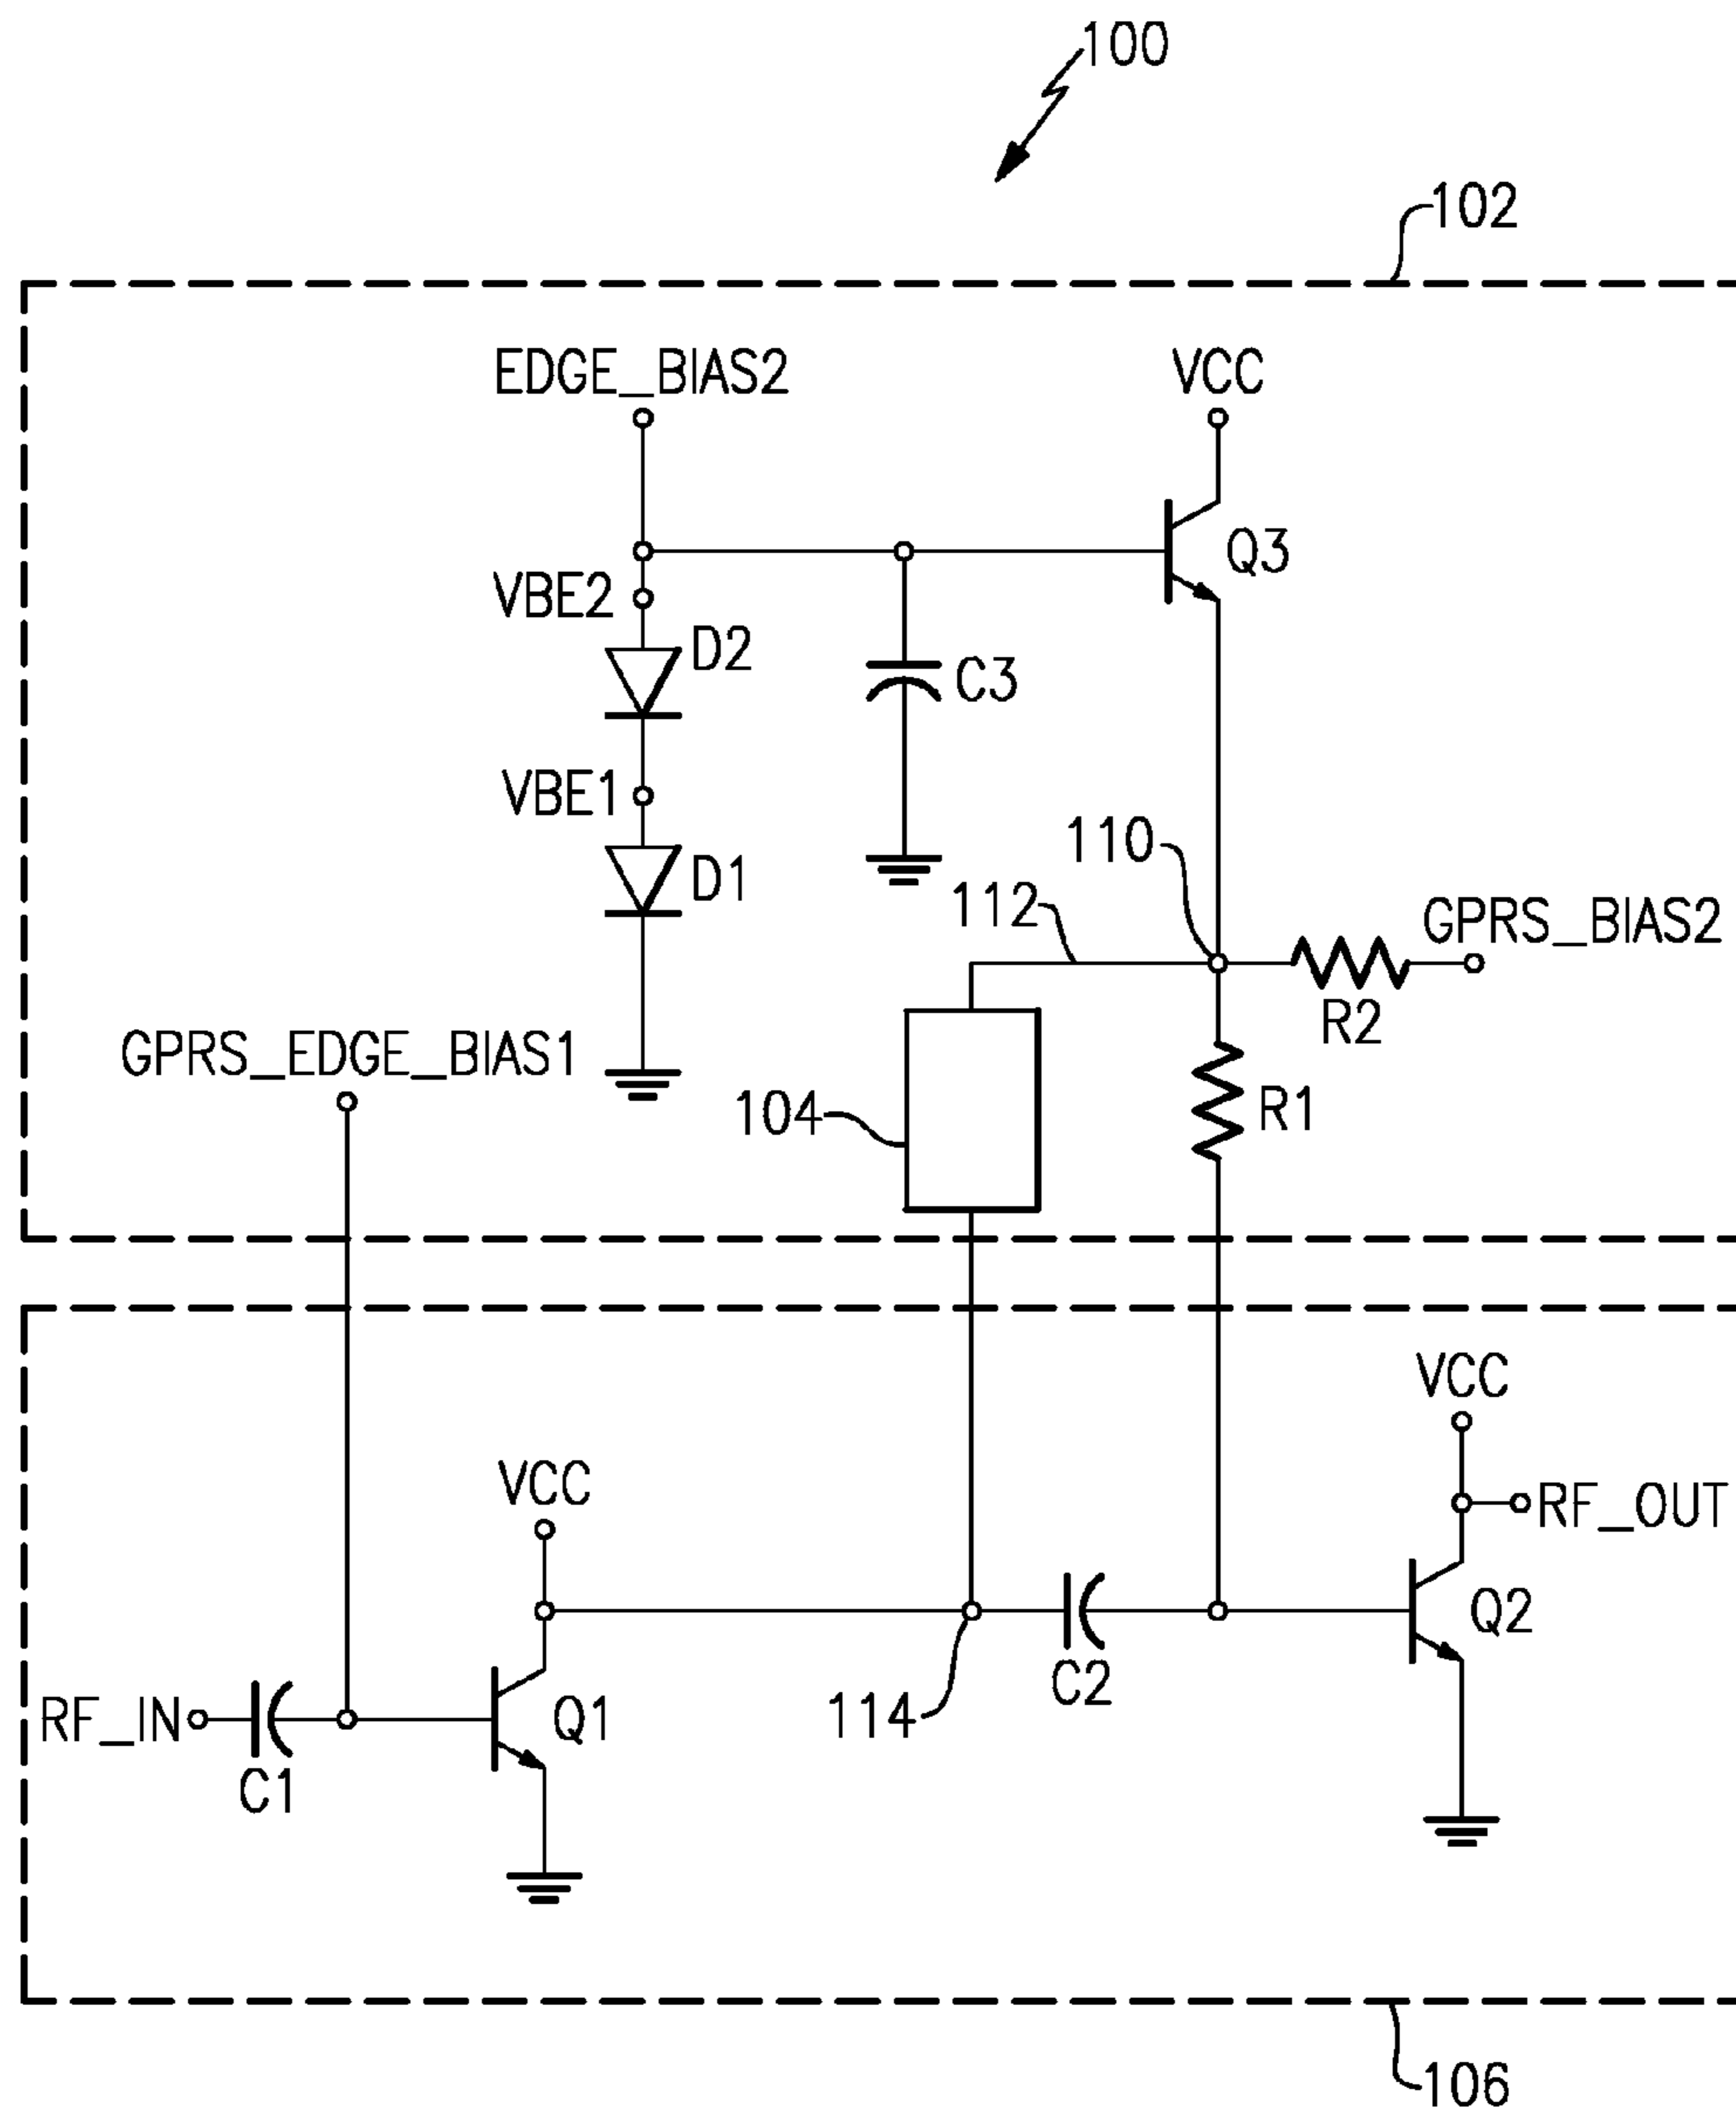 100
102
EDGE_BIAS2
VCC
Q3
VBE2
D2
C3
VBE1
110
D1
112
GPRS_BIAS2
R2
GPRS_EDGE_BIAS1
104
R1
VCC
VCC
RF_OUT
Q2
C2
RF_IN
Q1
114
C1
106